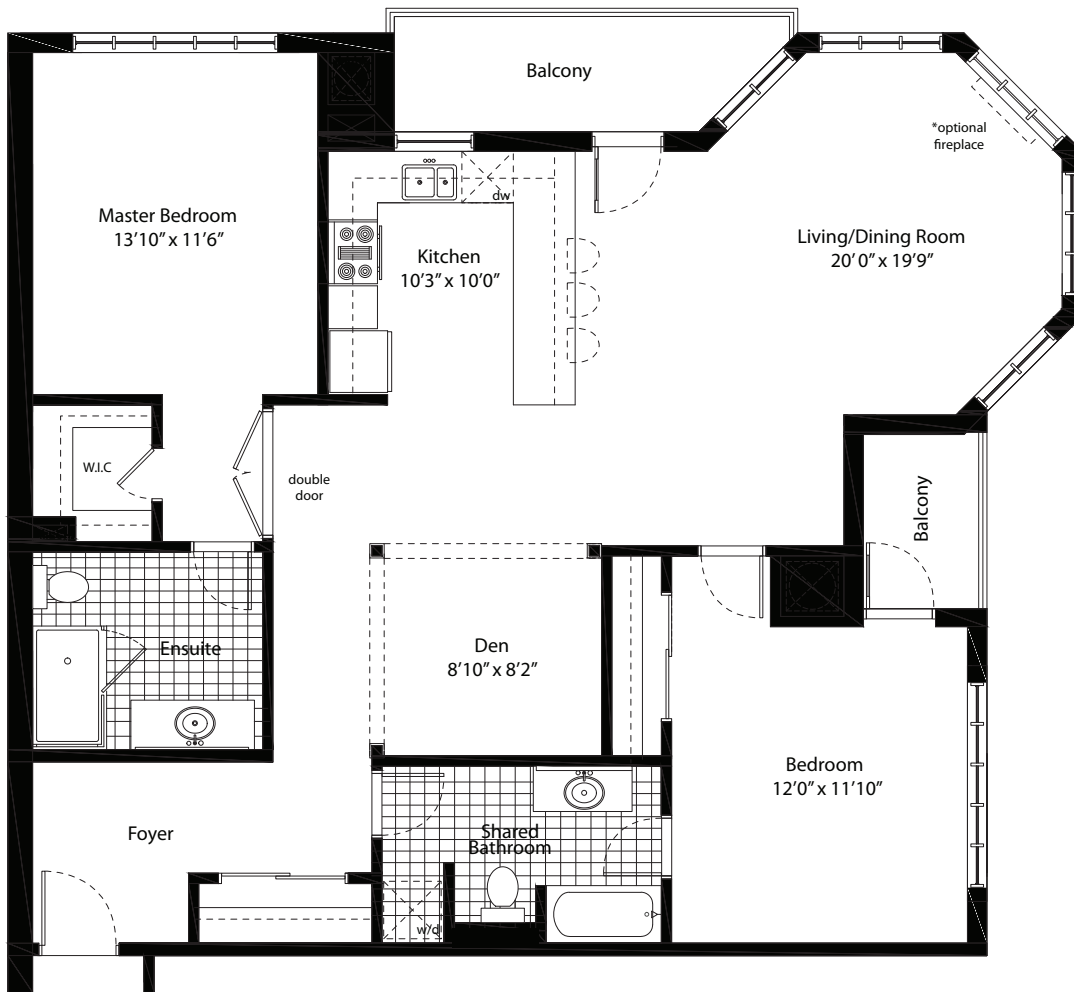 Balcony
*optional
fireplace
Master Bedroom
13'10" x 11'6"
dw
Kitchen
10'3" x 10'0"
Living/Dining Room
20'0" x 19'9"
W.I.C
double
door
Balcony
Ensuite
Den
8'10" x 8'2"
Bedroom
12'0" x 11'10"
Foyer
Shared
Bathroom
w/d